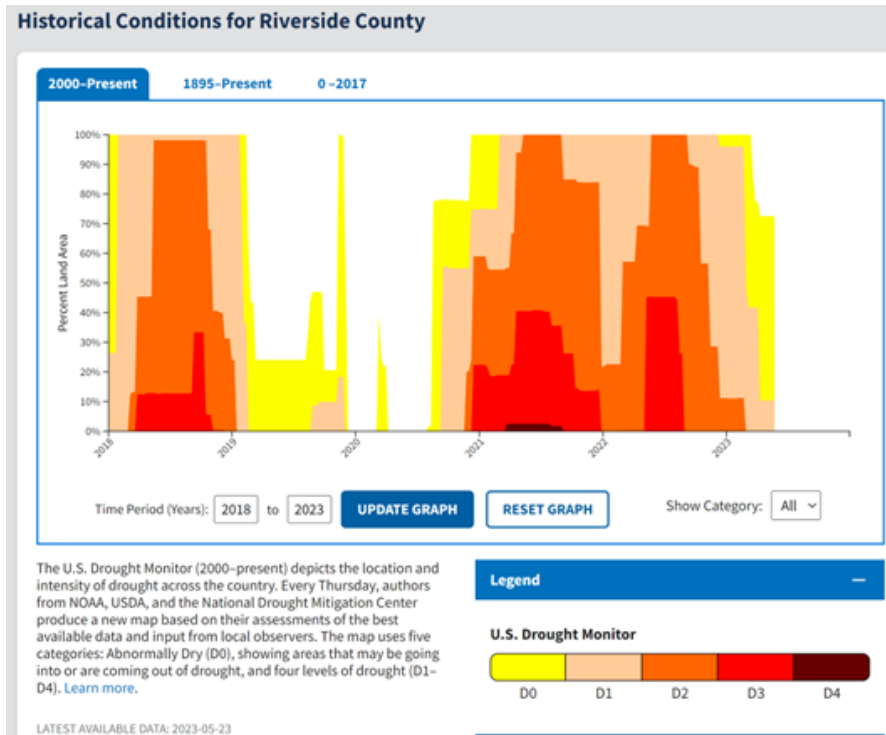 Historical Conditions for Riverside County
2000–Present 1895–Present 0 –2017
100%
90%
80%
70%
60%
50%
40%
30%
20%
10%
0%
Percent Land Area
2018 2019 2020 2021 2022 2023
Time Period (Years): 2018 to 2023 UPDATE GRAPH RESET GRAPH Show Category: All
The U.S. Drought Monitor (2000–present) depicts the location and
intensity of drought across the country. Every Thursday, authors
from NOAA, USDA, and the National Drought Mitigation Center
produce a new map based on their assessments of the best
available data and input from local observers. The map uses five
categories: Abnormally Dry (D0), showing areas that may be going
into or are coming out of drought, and four levels of drought (D1–
D4). Learn more.
LATEST AVAILABLE DATA: 2023-05-23
Legend
U.S. Drought Monitor
D0 D1 D2 D3 D4